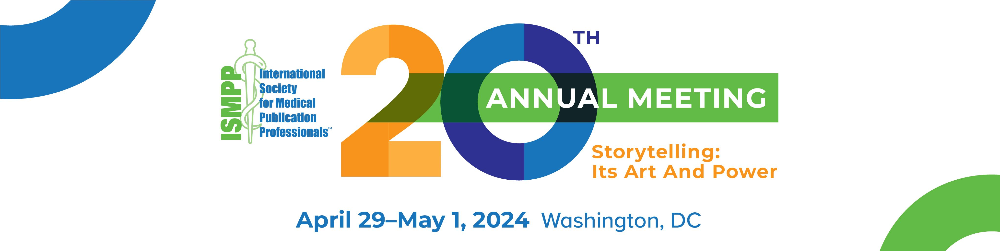 ISMPP
International
Society
for Medical
Publication
Professionals™
20TH
ANNUAL MEETING
Storytelling:
Its Art And Power
April 29–May 1, 2024 Washington, DC